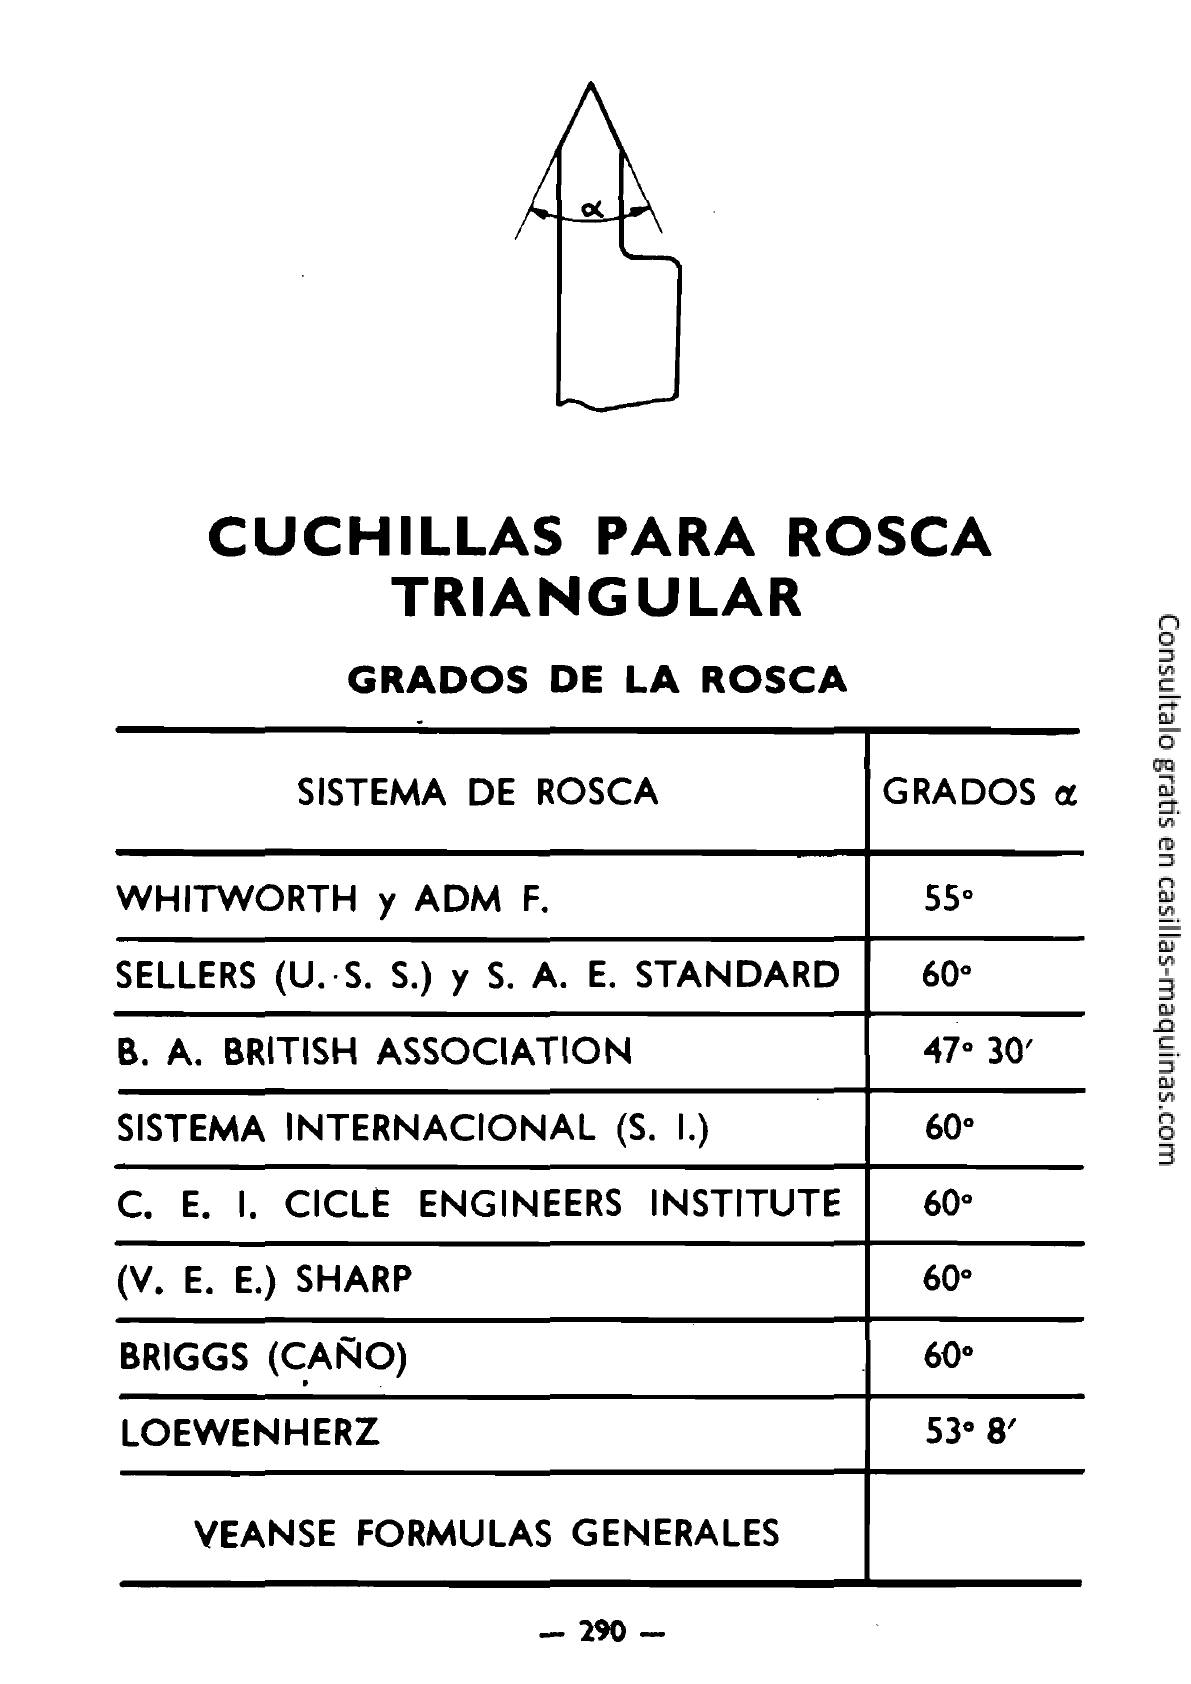 α
CUCHILLAS PARA ROSCA
TRIANGULAR
GRADOS DE LA ROSCA
SISTEMA DE ROSCA GRADOS α
WHITWORTH y ADM F. 55°
SELLERS (U. S. S.) y S. A. E. STANDARD 60°
B. A. BRITISH ASSOCIATION 47° 30′
SISTEMA INTERNACIONAL (S. I.) 60°
C. E. I. CICLE ENGINEERS INSTITUTE 60°
(V. E. E.) SHARP 60°
BRIGGS (CAÑO) 60°
LOEWENHERZ 53° 8′
VEANSE FORMULAS GENERALES
— 290 —
Consultalo gratis en casillas-maquinas.com